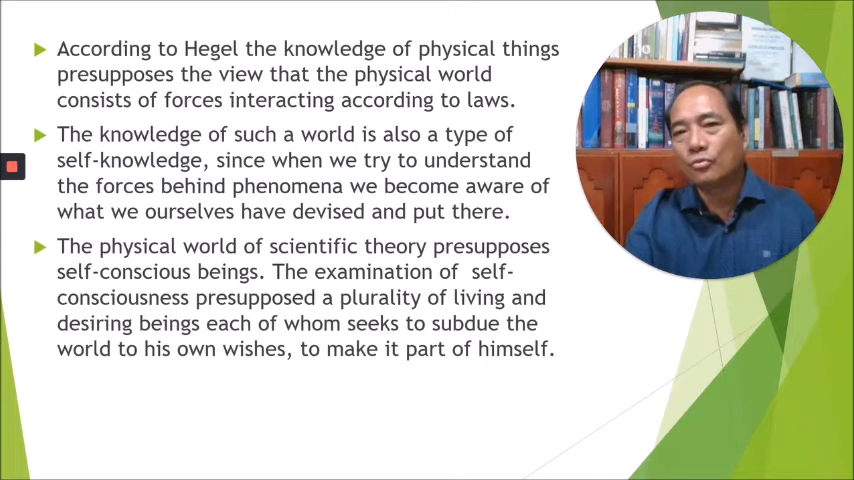 According to Hegel the knowledge of physical things
presupposes the view that the physical world
consists of forces interacting according to laws.
The knowledge of such a world is also a type of
self-knowledge, since when we try to understand
the forces behind phenomena we become aware of
what we ourselves have devised and put there.
The physical world of scientific theory presupposes
self-conscious beings. The examination of  self-
consciousness presupposed a plurality of living and
desiring beings each of whom seeks to subdue the
world to his own wishes, to make it part of himself.